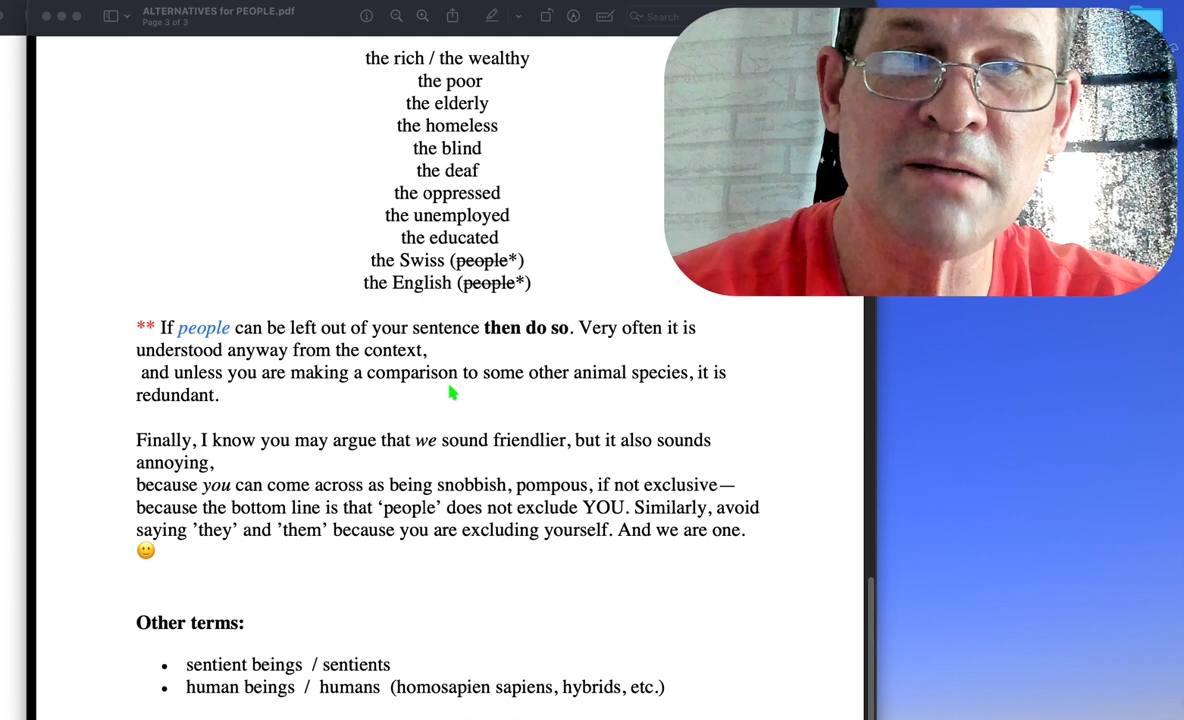 ALTERNATIVES for PEOPLE.pdf
Page 3 of 3
Search
the rich / the wealthy
the poor
the elderly
the homeless
the blind
the deaf
the oppressed
the unemployed
the educated
the Swiss (people*)
the English (people*)
** If people can be left out of your sentence then do so. Very often it is
understood anyway from the context,
and unless you are making a comparison to some other animal species, it is
redundant.
Finally, I know you may argue that we sound friendlier, but it also sounds
annoying,
because you can come across as being snobbish, pompous, if not exclusive—
because the bottom line is that ‘people’ does not exclude YOU. Similarly, avoid
saying ’they’ and ’them’ because you are excluding yourself. And we are one.
🙂
Other terms:
• sentient beings / sentients
• human beings / humans (homosapien sapiens, hybrids, etc.)